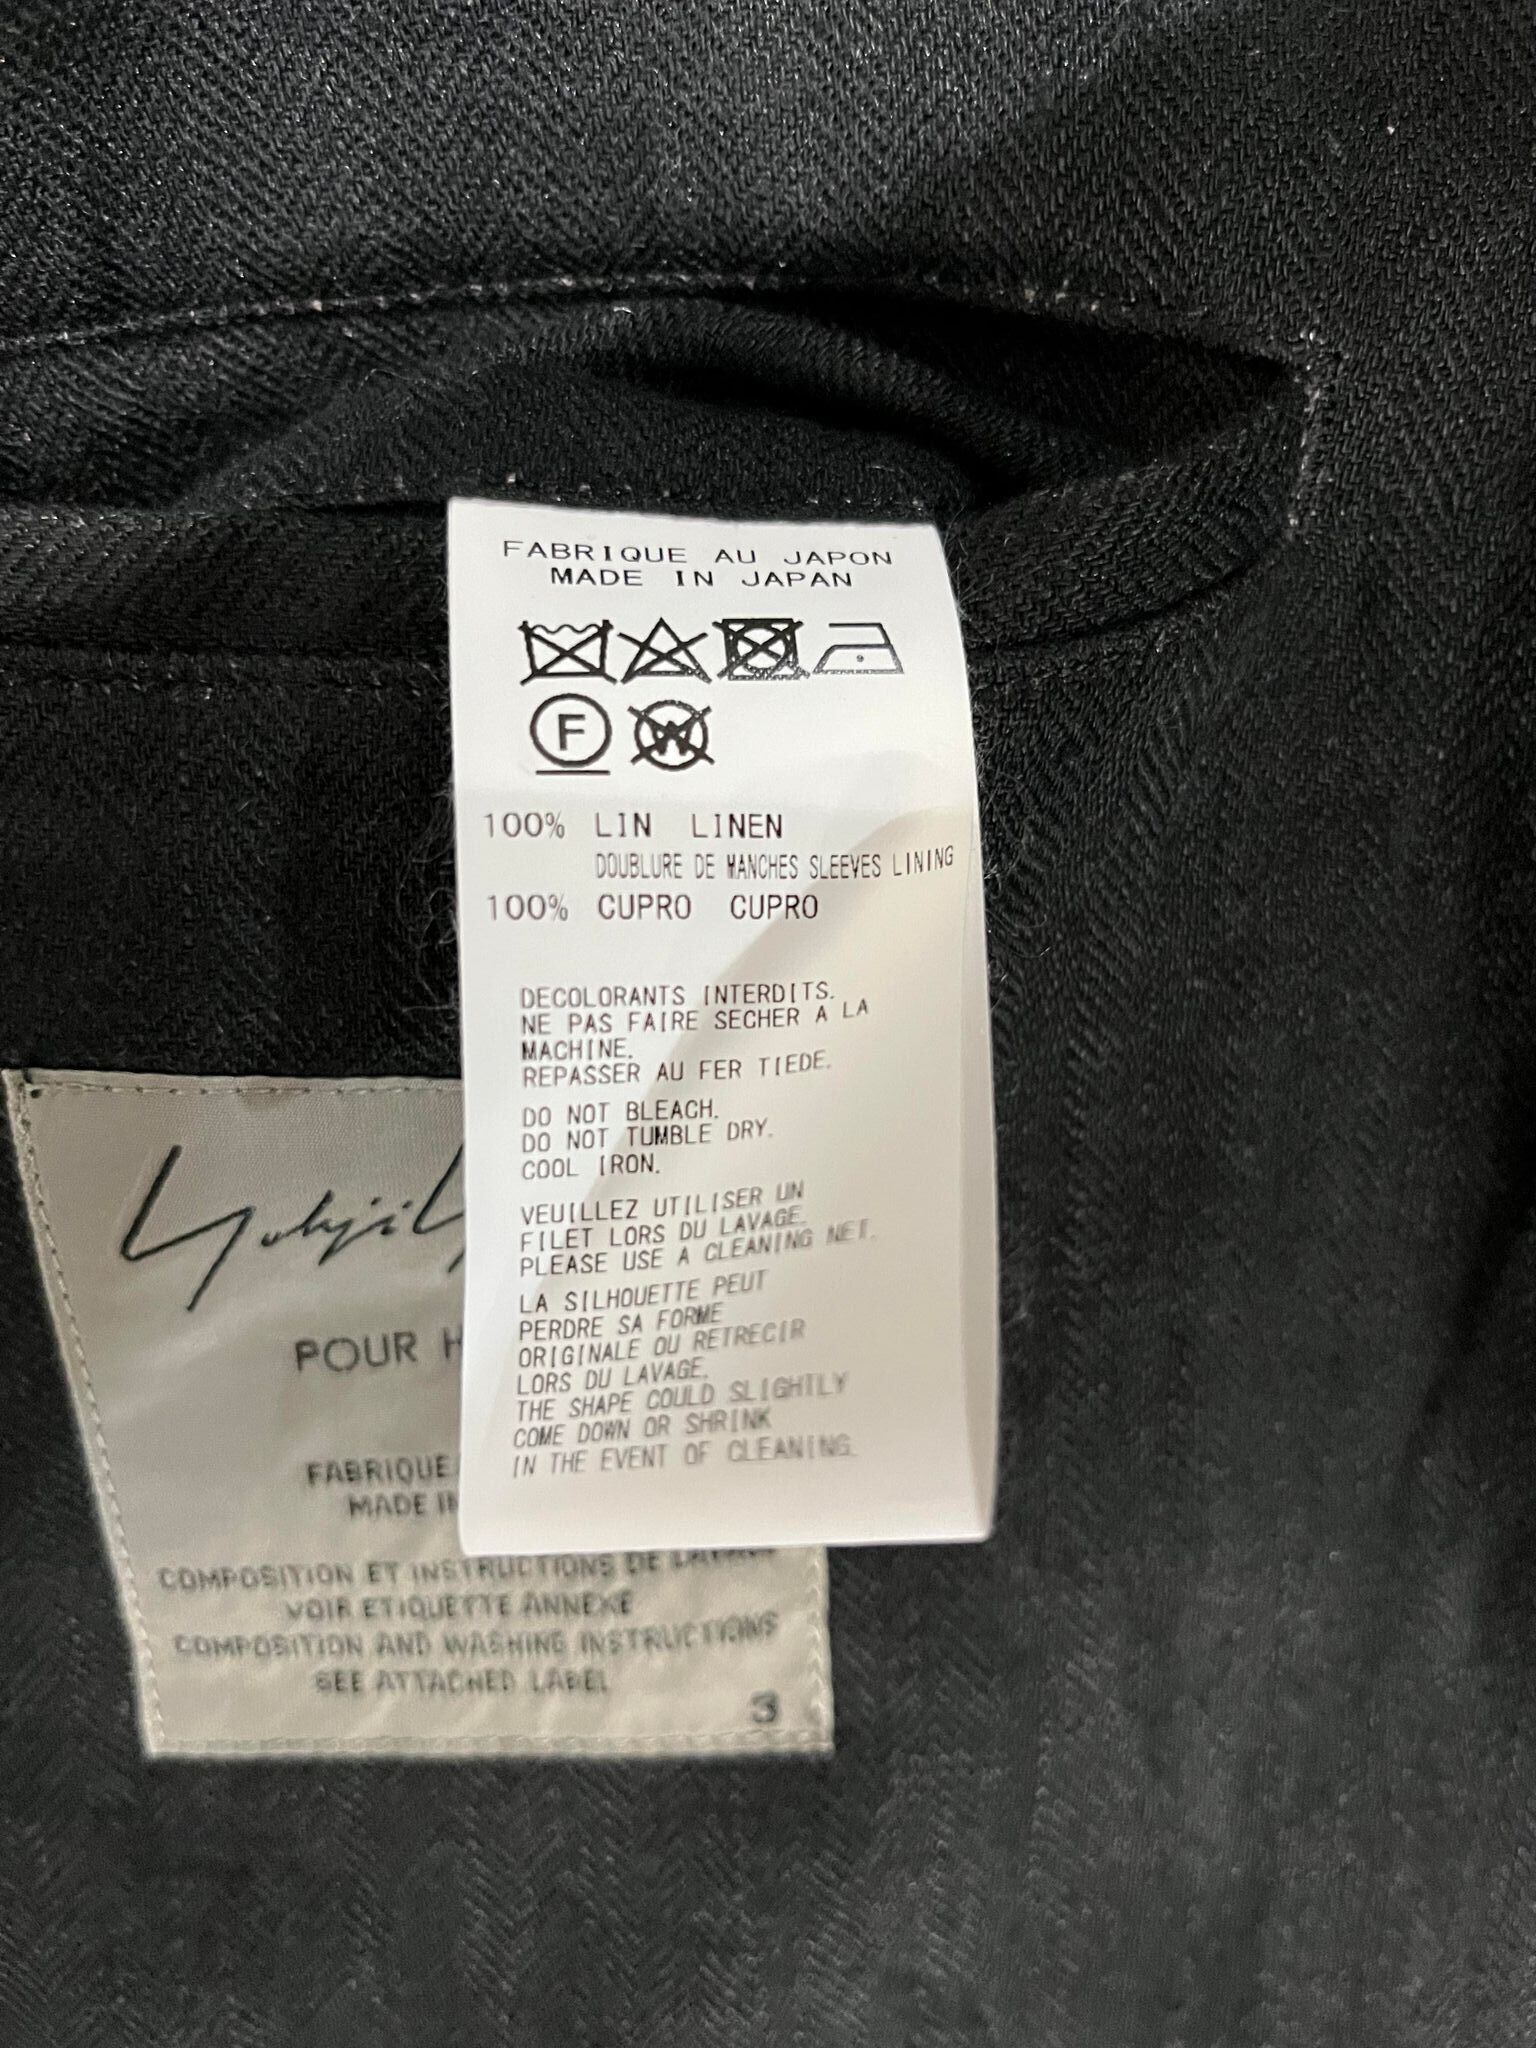 FABRIQUE AU JAPON
MADE IN JAPAN
F W
100% LIN LINEN
DOUBLURE DE MANCHES SLEEVES LINING
100% CUPRO CUPRO
DECOLORANTS INTERDITS.
NE PAS FAIRE SECHER A LA
MACHINE.
REPASSER AU FER TIEDE.
DO NOT BLEACH.
DO NOT TUMBLE DRY.
COOL IRON.
VEUILLEZ UTILISER UN
FILET LORS DU LAVAGE.
PLEASE USE A CLEANING NET.
LA SILHOUETTE PEUT
PERDRE SA FORME
ORIGINALE OU RETRECIR
LORS DU LAVAGE.
THE SHAPE COULD SLIGHTLY
COME DOWN OR SHRINK
IN THE EVENT OF CLEANING.
Yohji Y
POUR H
FABRIQUE
MADE IN
COMPOSITION ET INSTRUCTIONS DE LAVAGE
VOIR ETIQUETTE ANNEXE
COMPOSITION AND WASHING INSTRUCTIONS
SEE ATTACHED LABEL
3